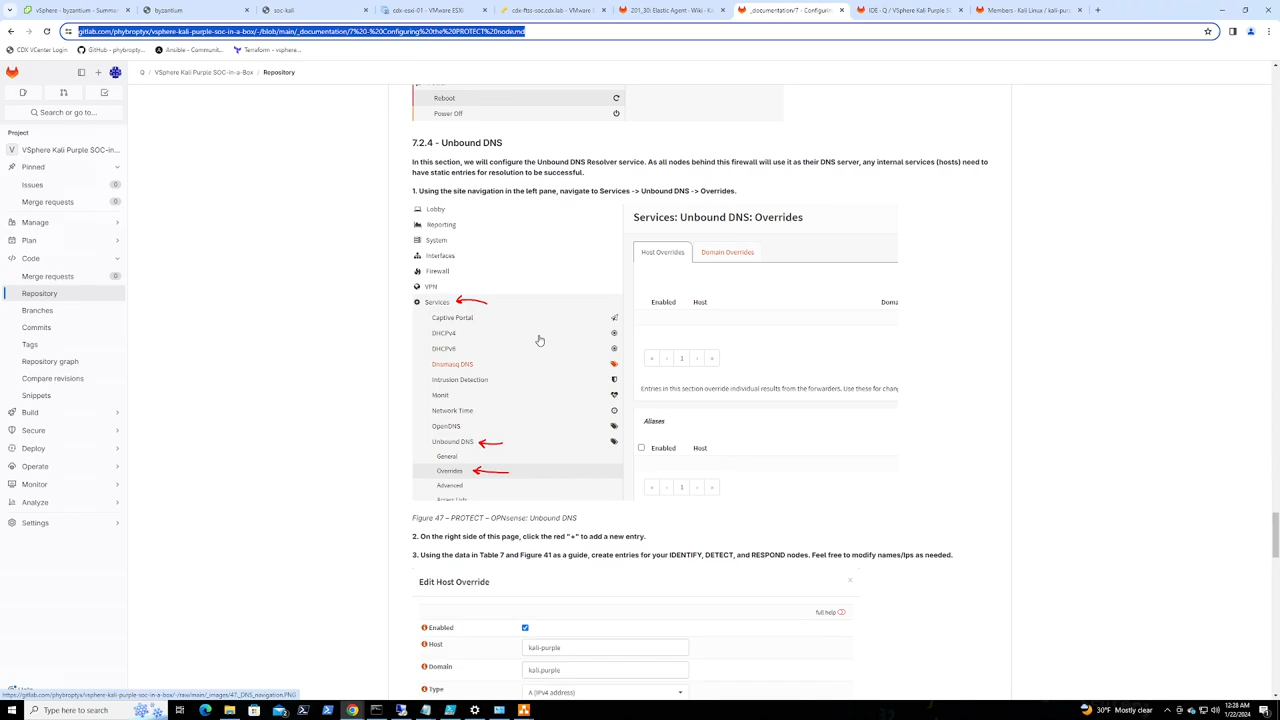 vSphere - byzantium - Summar
byzantium
soc-kali
cdx-esxi-01 - VMware ESXi
cdx-ftss-soc.cdx.lab - VMware
201_30: Elastic Agent - Wiki - Ka
_documentation/7 - Configurin
IDE · Q / VSphere Kali Purple SO
Members · Kali Linux / kali-pur
gitlab.com/phybroptyx/vsphere-kali-purple-soc-in-a-box/-/blob/main/_documentation/7%20-%20Configuring%20the%20PROTECT%20node.md
CDX VCenter Login
GitHub - phybropty...
Ansible - Communit...
Terraform - vsphere...
Q / VSphere Kali Purple SOC-in-a-Box / Repository
Search or go to...
Project
V VSphere Kali Purple SOC-in-...
Pinned
Issues 0
Merge requests 0
Manage
Plan
Code
Merge requests 0
Repository
Branches
Commits
Tags
Repository graph
Compare revisions
Snippets
Build
Secure
Deploy
Operate
Monitor
Analyze
Settings
Reboot
Power Off
7.2.4 - Unbound DNS
In this section, we will configure the Unbound DNS Resolver service. As all nodes behind this firewall will use it as their DNS server, any internal services (hosts) need to
have static entries for resolution to be successful.
1. Using the site navigation in the left pane, navigate to Services -> Unbound DNS -> Overrides.
Lobby
Reporting
System
Interfaces
Firewall
VPN
Services
Captive Portal
DHCPv4
DHCPv6
Dnsmasq DNS
Intrusion Detection
Monit
Network Time
OpenDNS
Unbound DNS
General
Overrides
Advanced
Access Lists
Services: Unbound DNS: Overrides
Host Overrides
Domain Overrides
Enabled Host Doma
« ‹ 1 › »
Entries in this section override individual results from the forwarders. Use these for chang
Aliases
Enabled Host
« ‹ 1 › »
Figure 47 – PROTECT – OPNsense: Unbound DNS
2. On the right side of this page, click the red "+" to add a new entry.
3. Using the data in Table 7 and Figure 41 as a guide, create entries for your IDENTIFY, DETECT, and RESPOND nodes. Feel free to modify names/Ips as needed.
Edit Host Override ×
full help
Enabled
Host kali-purple
Domain kali.purple
Type A (IPv4 address)
https://gitlab.com/phybroptyx/vsphere-kali-purple-soc-in-a-box/-/raw/main/_images/47._DNS_navigation.PNG
Type here to search
30°F Mostly clear
12:28 AM
1/22/2024